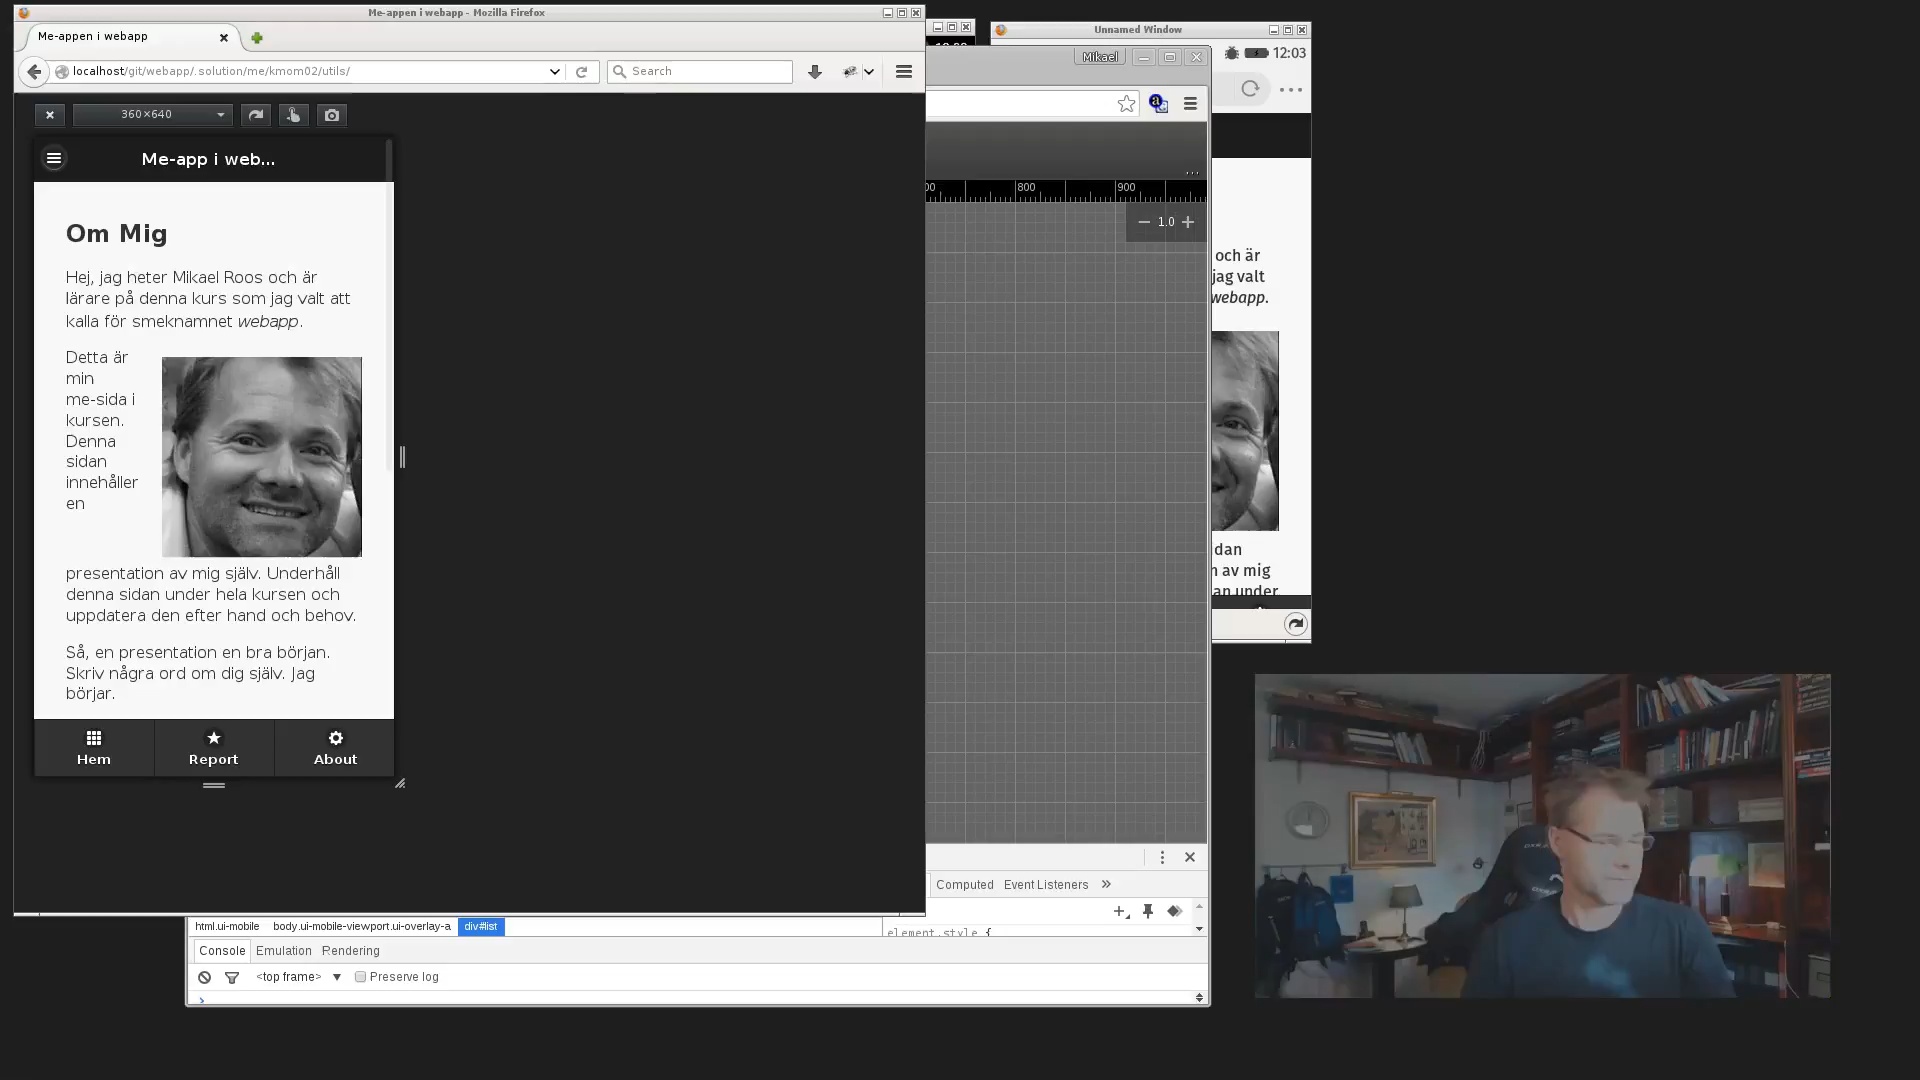 Me-appen i webapp - Mozilla Firefox
Me-appen i webapp
localhost/git/webapp/.solution/me/kmom02/utils/
Search
360×640
Me-app i web...
Om Mig
Hej, jag heter Mikael Roos och är
lärare på denna kurs som jag valt att
kalla för smeknamnet webapp.
Detta är
min
me-sida i
kursen.
Denna
sidan
innehåller
en
presentation av mig själv. Underhåll
denna sidan under hela kursen och
uppdatera den efter hand och behov.
Så, en presentation en bra början.
Skriv några ord om dig själv. Jag
börjar.
Hem
Report
About
Mikael
...
00
800
900
1.0
Computed
Event Listeners
html.ui-mobile
body.ui-mobile-viewport.ui-overlay-a
div#list
element.style {
Console
Emulation
Rendering
<top frame>
Preserve log
Unnamed Window
12:03
och är
jag valt
webapp.
dan
av mig
an under